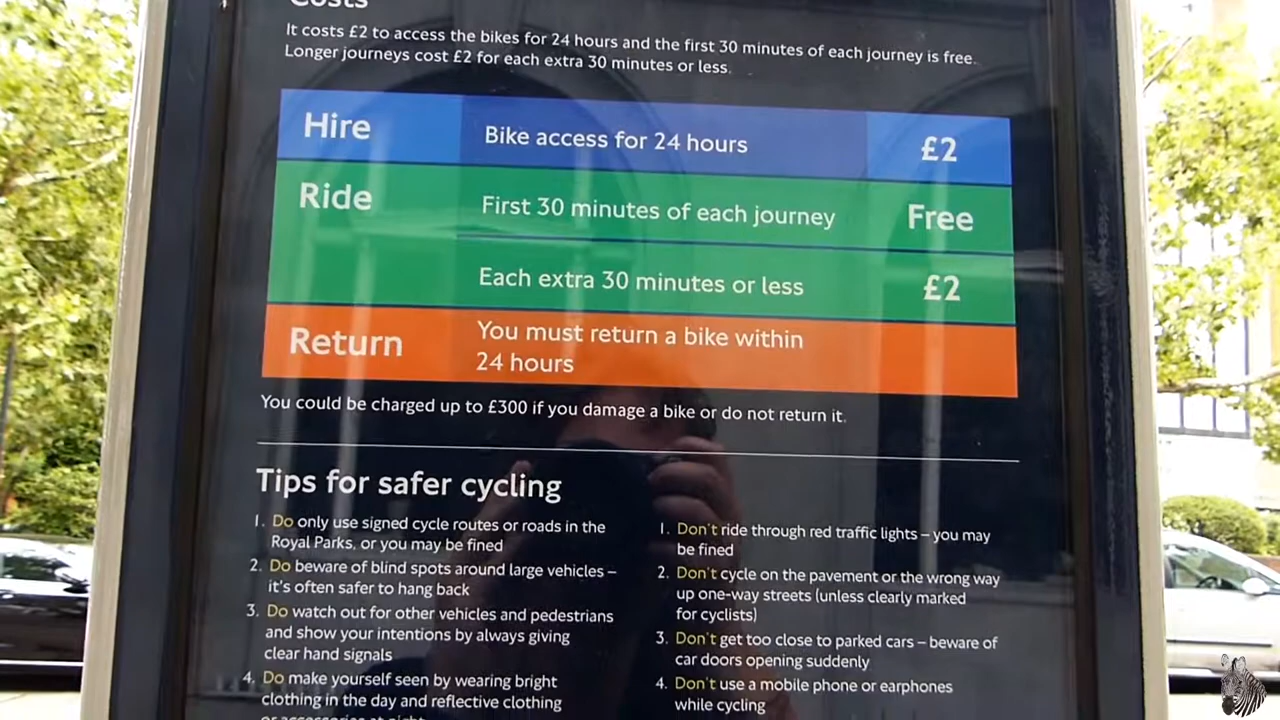 Costs
It costs £2 to access the bikes for 24 hours and the first 30 minutes of each journey is free.
Longer journeys cost £2 for each extra 30 minutes or less.
Hire Bike access for 24 hours £2
Ride First 30 minutes of each journey Free
Each extra 30 minutes or less £2
Return You must return a bike within
24 hours
You could be charged up to £300 if you damage a bike or do not return it.
Tips for safer cycling
1. Do only use signed cycle routes or roads in the
Royal Parks, or you may be fined
2. Do beware of blind spots around large vehicles –
it's often safer to hang back
3. Do watch out for other vehicles and pedestrians
and show your intentions by always giving
clear hand signals
4. Do make yourself seen by wearing bright
clothing in the day and reflective clothing
or accessories at night
1. Don't ride through red traffic lights – you may
be fined
2. Don't cycle on the pavement or the wrong way
up one-way streets (unless clearly marked
for cyclists)
3. Don't get too close to parked cars – beware of
car doors opening suddenly
4. Don't use a mobile phone or earphones
while cycling